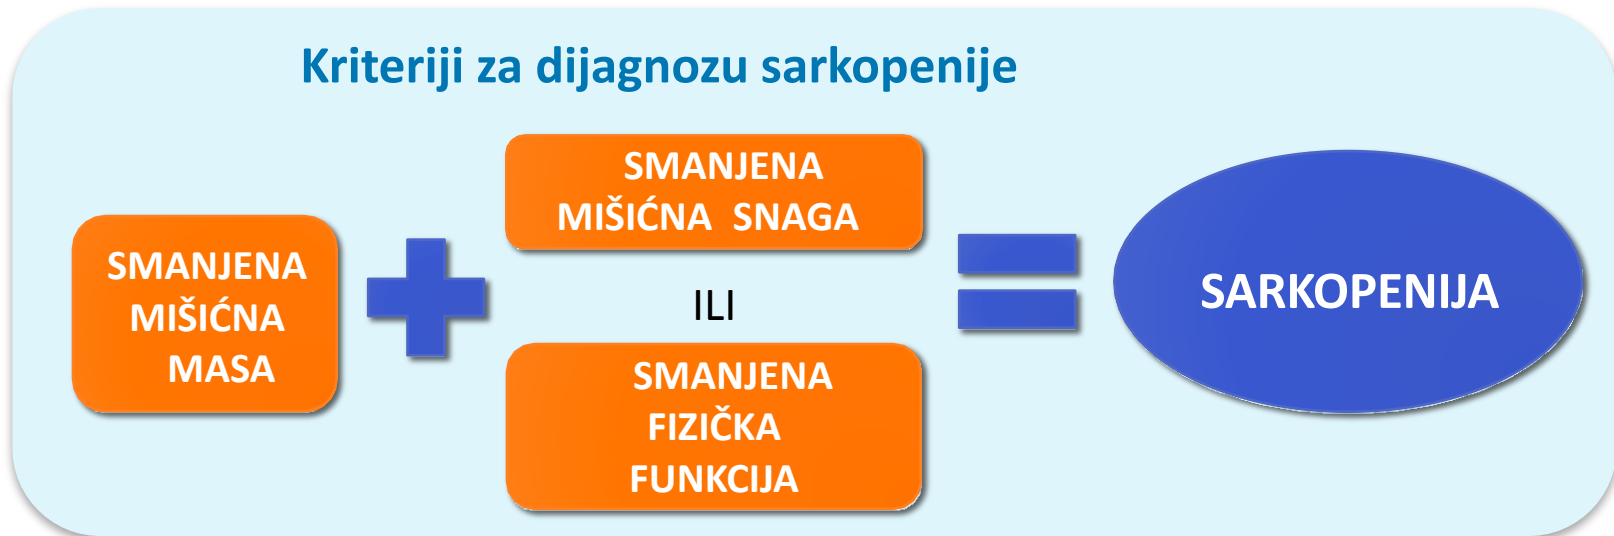 Kriteriji za dijagnozu sarkopenije
SMANJENA
MIŠIĆNA
MASA
SMANJENA
MIŠIĆNA SNAGA
ILI
SMANJENA
FIZIČKA
FUNKCIJA
SARKOPENIJA